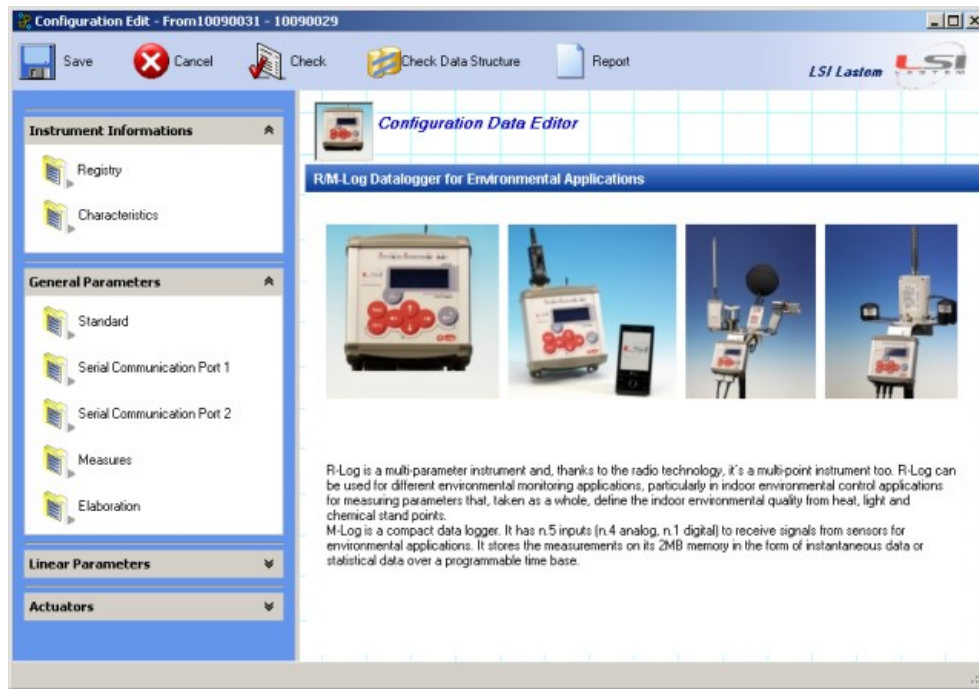 Configuration Edit - From10090031 - 10090029
Save
Cancel
Check
Check Data Structure
Report
LSI Lastem
LSI
LASTEM
Instrument Informations
Registry
Characteristics
General Parameters
Standard
Serial Communication Port 1
Serial Communication Port 2
Measures
Elaboration
Linear Parameters
Actuators
Configuration Data Editor
R/M-Log Datalogger for Environmental Applications
R-Log is a multi-parameter instrument and, thanks to the radio technology, it's a multi-point instrument too. R-Log can
be used for different environmental monitoring applications, particularly in indoor environmental control applications
for measuring parameters that, taken as a whole, define the indoor environmental quality from heat, light and
chemical stand points.
M-Log is a compact data logger. It has n.5 inputs (n.4 analog, n.1 digital) to receive signals from sensors for
environmental applications. It stores the measurements on its 2MB memory in the form of instantaneous data or
statistical data over a programmable time base.